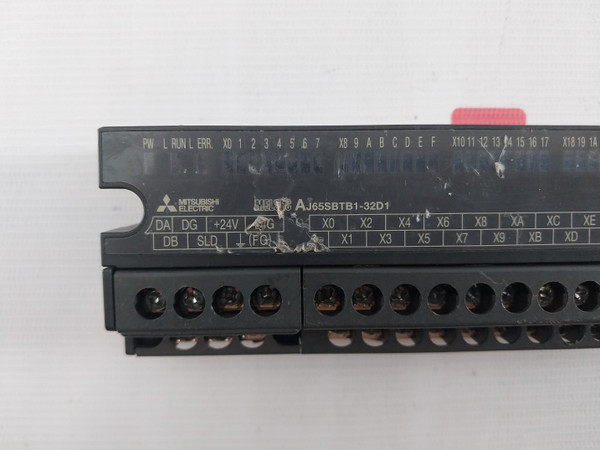 PW L RUN L ERR. X0 1 2 3 4 5 6 7 X8 9 A B C D E F X10 11 12 13 14 15 16 17 X18 19 1A
MITSUBISHI ELECTRIC AJ65SBTB1-32D1
DA DG +24V X0 X2 X4 X6 X8 XA XC XE
DB SLD (FG) X1 X3 X5 X7 X9 XB XD